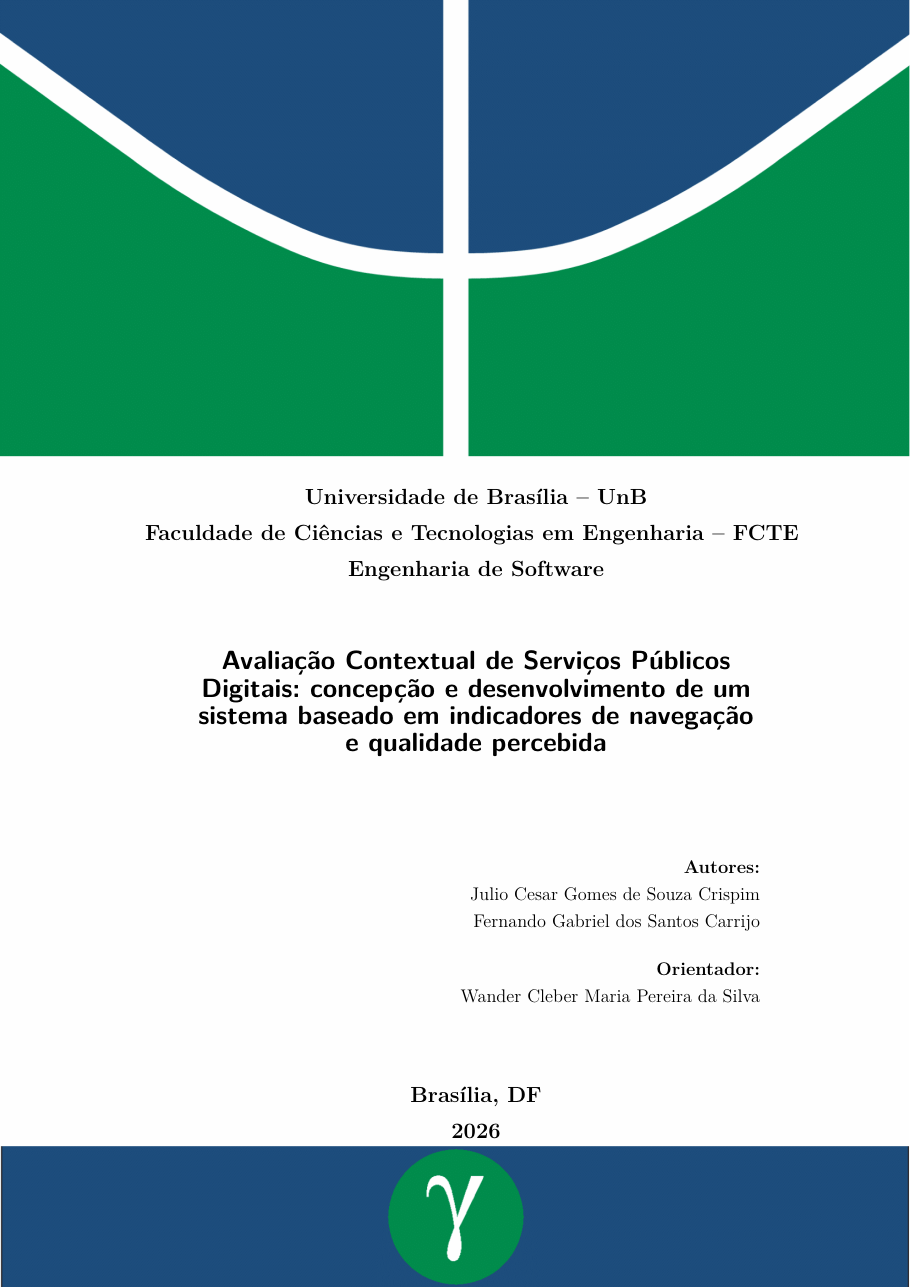 Universidade de Brasília – UnB
Faculdade de Ciências e Tecnologias em Engenharia – FCTE
Engenharia de Software
Avaliação Contextual de Serviços Públicos
Digitais: concepção e desenvolvimento de um
sistema baseado em indicadores de navegação
e qualidade percebida
Autores:
Julio Cesar Gomes de Souza Crispim
Fernando Gabriel dos Santos Carrijo
Orientador:
Wander Cleber Maria Pereira da Silva
Brasília, DF
2026
γ